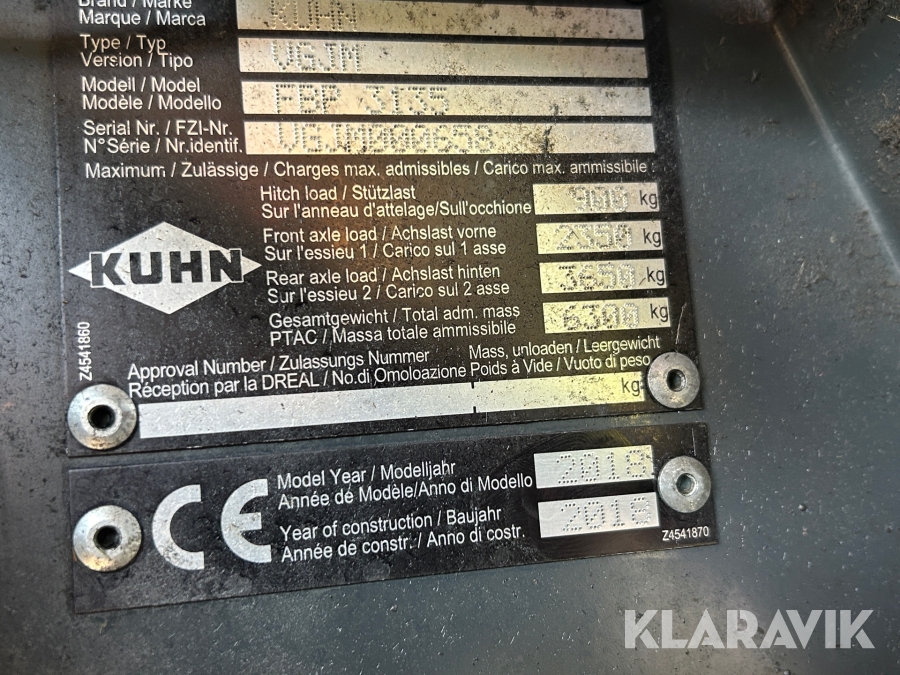 Brand / Marke
Marque / Marca KUHN
Type / Typ
Version / Tipo VGJM
Modell / Model
Modèle / Modello FBP 3135
Serial Nr. / FZI-Nr.
N° Série / Nr.identif. VGJM000658
Maximum / Zulässige / Charges max. admissibles / Carico max. ammissibile :
Hitch load / Stützlast
Sur l'anneau d'attelage/Sull'occhione 900 kg
Front axle load / Achslast vorne
Sur l'essieu 1 / Carico sul 1 asse 2350 kg
Rear axle load / Achslast hinten
Sur l'essieu 2 / Carico sul 2 asse 3650 kg
Gesamtgewicht / Total adm. mass
PTAC / Massa totale ammissibile 6300 kg
KUHN
Z4541860
Approval Number / Zulassungs Nummer
Réception par la DREAL / No.di Omoloazione
Mass, unloaden / Leergewicht
Poids à Vide / Vuoto di peso
kg
CE
Model Year / Modelljahr
Année dé Modèle/Anno di Modello 2018
Year of construction / Baujahr
Année de constr. / Anno di costr. 2018
Z4541870
KLARAVIK